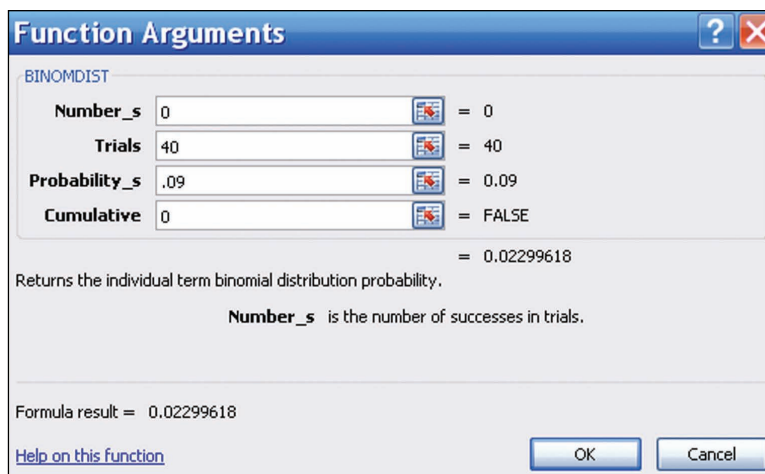 Function Arguments ?
BINOMDIST
Number_s 0 = 0
Trials 40 = 40
Probability_s .09 = 0.09
Cumulative 0 = FALSE
= 0.02299618
Returns the individual term binomial distribution probability.
Number_s is the number of successes in trials.
Formula result = 0.02299618
Help on this function OK Cancel